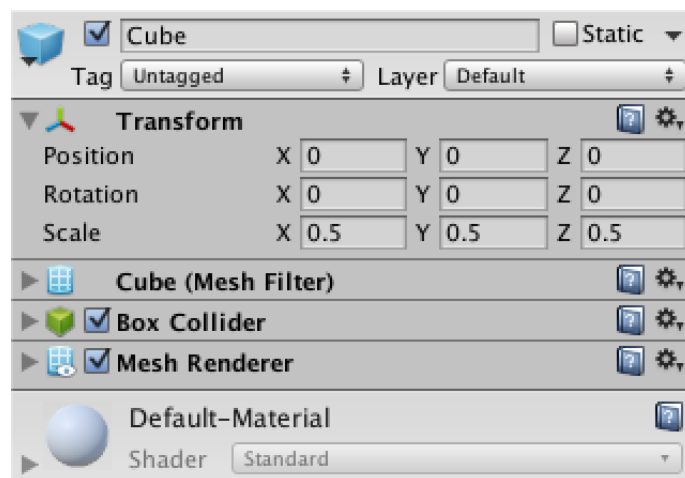 Cube Static
Tag Untagged Layer Default
Transform
Position X 0 Y 0 Z 0
Rotation X 0 Y 0 Z 0
Scale X 0.5 Y 0.5 Z 0.5
Cube (Mesh Filter)
Box Collider
Mesh Renderer
Default-Material
Shader Standard